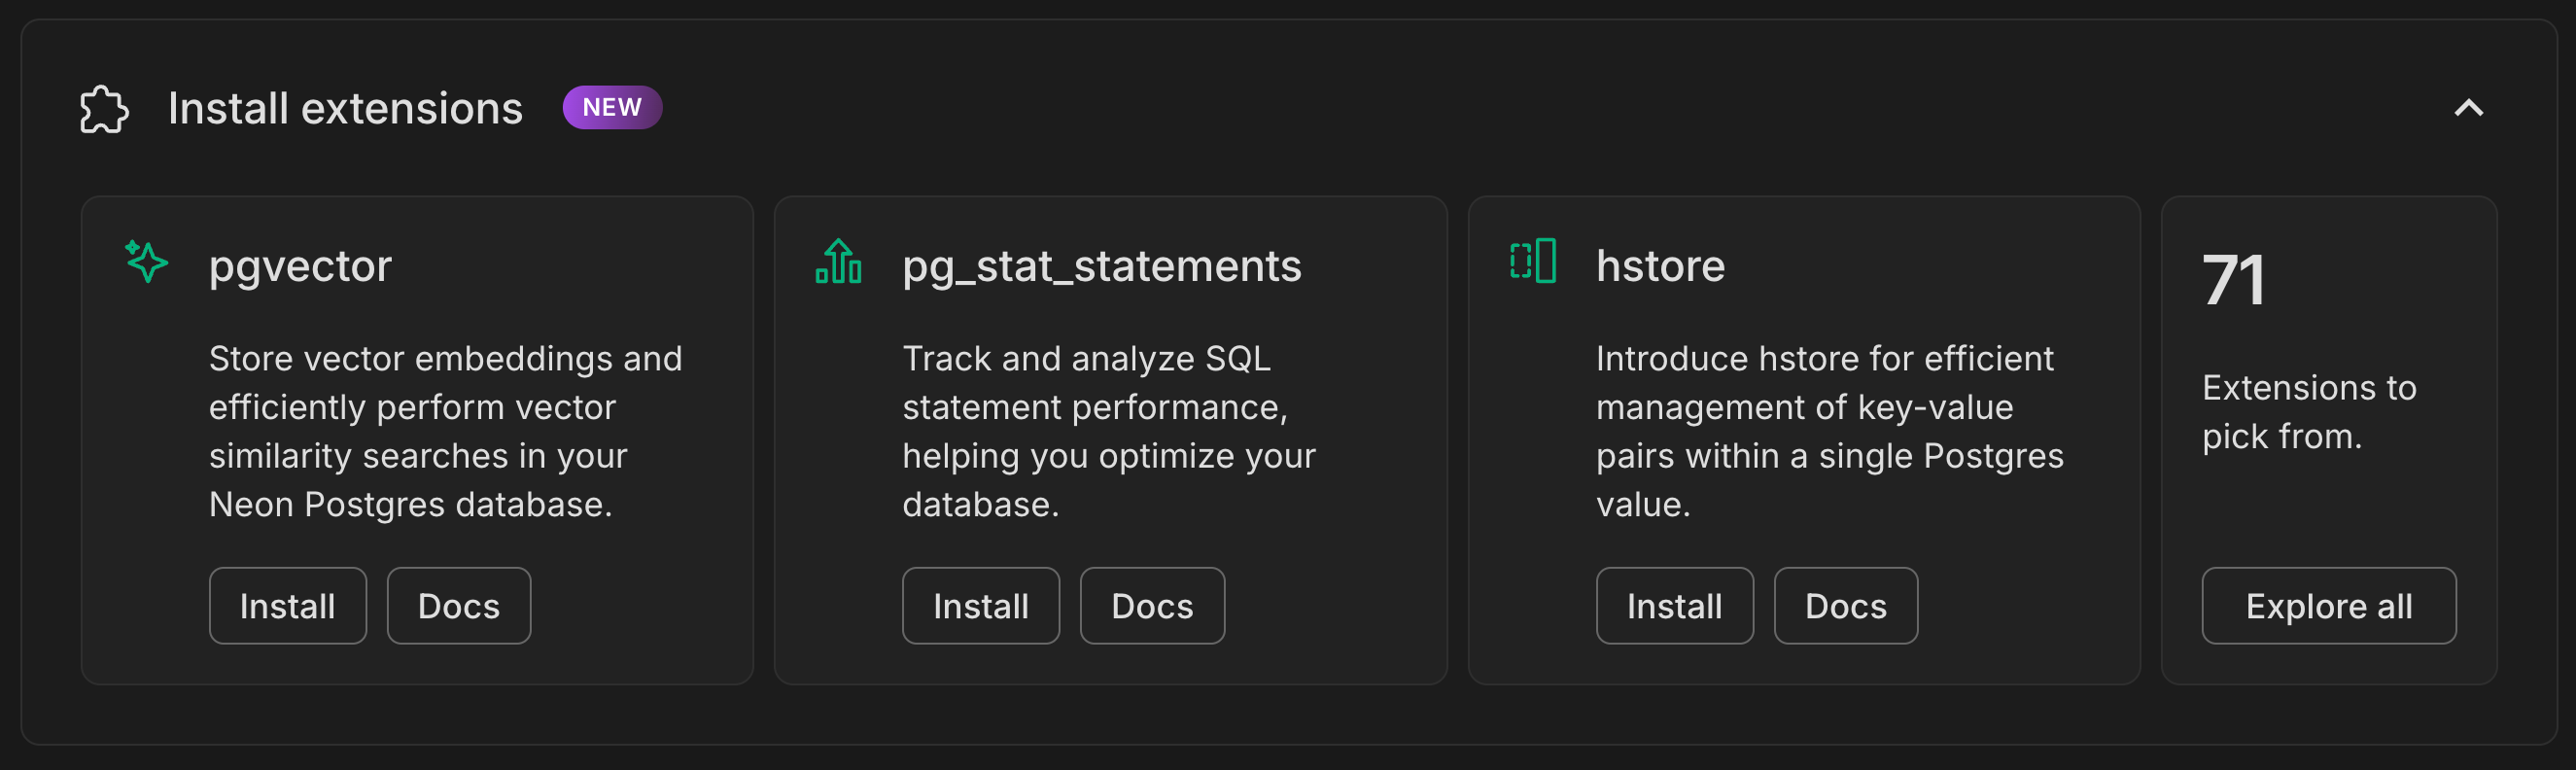 Install extensions NEW
pgvector
Store vector embeddings and
efficiently perform vector
similarity searches in your
Neon Postgres database.
Install Docs
pg_stat_statements
Track and analyze SQL
statement performance,
helping you optimize your
database.
Install Docs
hstore
Introduce hstore for efficient
management of key-value
pairs within a single Postgres
value.
Install Docs
71
Extensions to
pick from.
Explore all